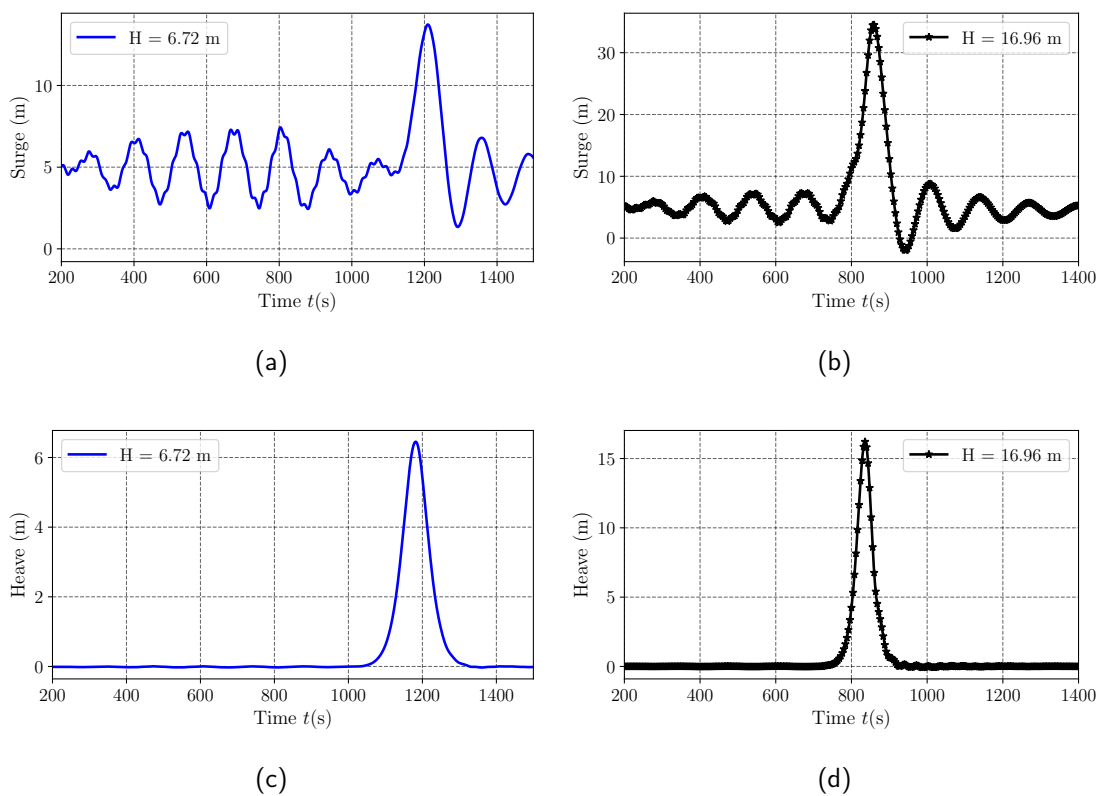 H = 6.72 m
Surge (m)
10
5
0
200 400 600 800 1000 1200 1400
Time t(s)
(a)
H = 16.96 m
Surge (m)
30
20
10
0
200 400 600 800 1000 1200 1400
Time t(s)
(b)
H = 6.72 m
Heave (m)
6
4
2
0
200 400 600 800 1000 1200 1400
Time t(s)
(c)
H = 16.96 m
Heave (m)
15
10
5
0
200 400 600 800 1000 1200 1400
Time t(s)
(d)